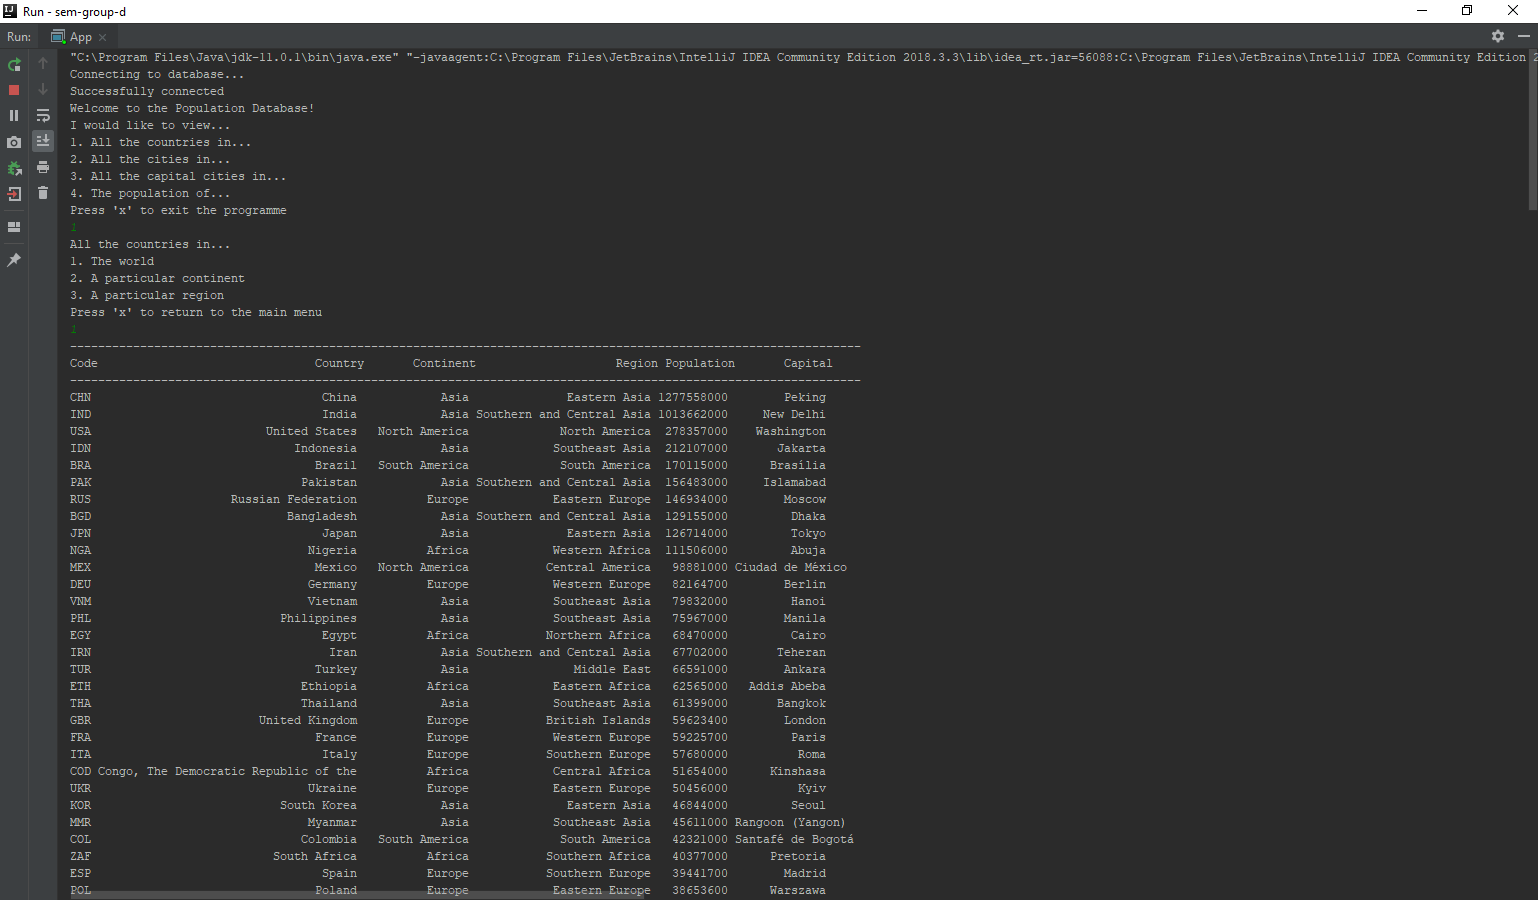 Run - sem-group-d
Run: App
"C:\Program Files\Java\jdk-11.0.1\bin\java.exe" "-javaagent:C:\Program Files\JetBrains\IntelliJ IDEA Community Edition 2018.3.3\lib\idea_rt.jar=56088:C:\Program Files\JetBrains\IntelliJ IDEA Community Edition 2
Connecting to database...
Successfully connected
Welcome to the Population Database!
I would like to view...
1. All the countries in...
2. All the cities in...
3. All the capital cities in...
4. The population of...
Press 'x' to exit the programme
1
All the countries in...
1. The world
2. A particular continent
3. A particular region
Press 'x' to return to the main menu
1
-----------------------------------------------------------------------------------------------------------------
Code Country Continent Region Population Capital
-----------------------------------------------------------------------------------------------------------------
CHN China Asia Eastern Asia 1277558000 Peking
IND India Asia Southern and Central Asia 1013662000 New Delhi
USA United States North America North America 278357000 Washington
IDN Indonesia Asia Southeast Asia 212107000 Jakarta
BRA Brazil South America South America 170115000 Brasília
PAK Pakistan Asia Southern and Central Asia 156483000 Islamabad
RUS Russian Federation Europe Eastern Europe 146934000 Moscow
BGD Bangladesh Asia Southern and Central Asia 129155000 Dhaka
JPN Japan Asia Eastern Asia 126714000 Tokyo
NGA Nigeria Africa Western Africa 111506000 Abuja
MEX Mexico North America Central America 98881000 Ciudad de México
DEU Germany Europe Western Europe 82164700 Berlin
VNM Vietnam Asia Southeast Asia 79832000 Hanoi
PHL Philippines Asia Southeast Asia 75967000 Manila
EGY Egypt Africa Northern Africa 68470000 Cairo
IRN Iran Asia Southern and Central Asia 67702000 Teheran
TUR Turkey Asia Middle East 66591000 Ankara
ETH Ethiopia Africa Eastern Africa 62565000 Addis Abeba
THA Thailand Asia Southeast Asia 61399000 Bangkok
GBR United Kingdom Europe British Islands 59623400 London
FRA France Europe Western Europe 59225700 Paris
ITA Italy Europe Southern Europe 57680000 Roma
COD Congo, The Democratic Republic of the Africa Central Africa 51654000 Kinshasa
UKR Ukraine Europe Eastern Europe 50456000 Kyiv
KOR South Korea Asia Eastern Asia 46844000 Seoul
MMR Myanmar Asia Southeast Asia 45611000 Rangoon (Yangon)
COL Colombia South America South America 42321000 Santafé de Bogotá
ZAF South Africa Africa Southern Africa 40377000 Pretoria
ESP Spain Europe Southern Europe 39441700 Madrid
POL Poland Europe Eastern Europe 38653600 Warszawa